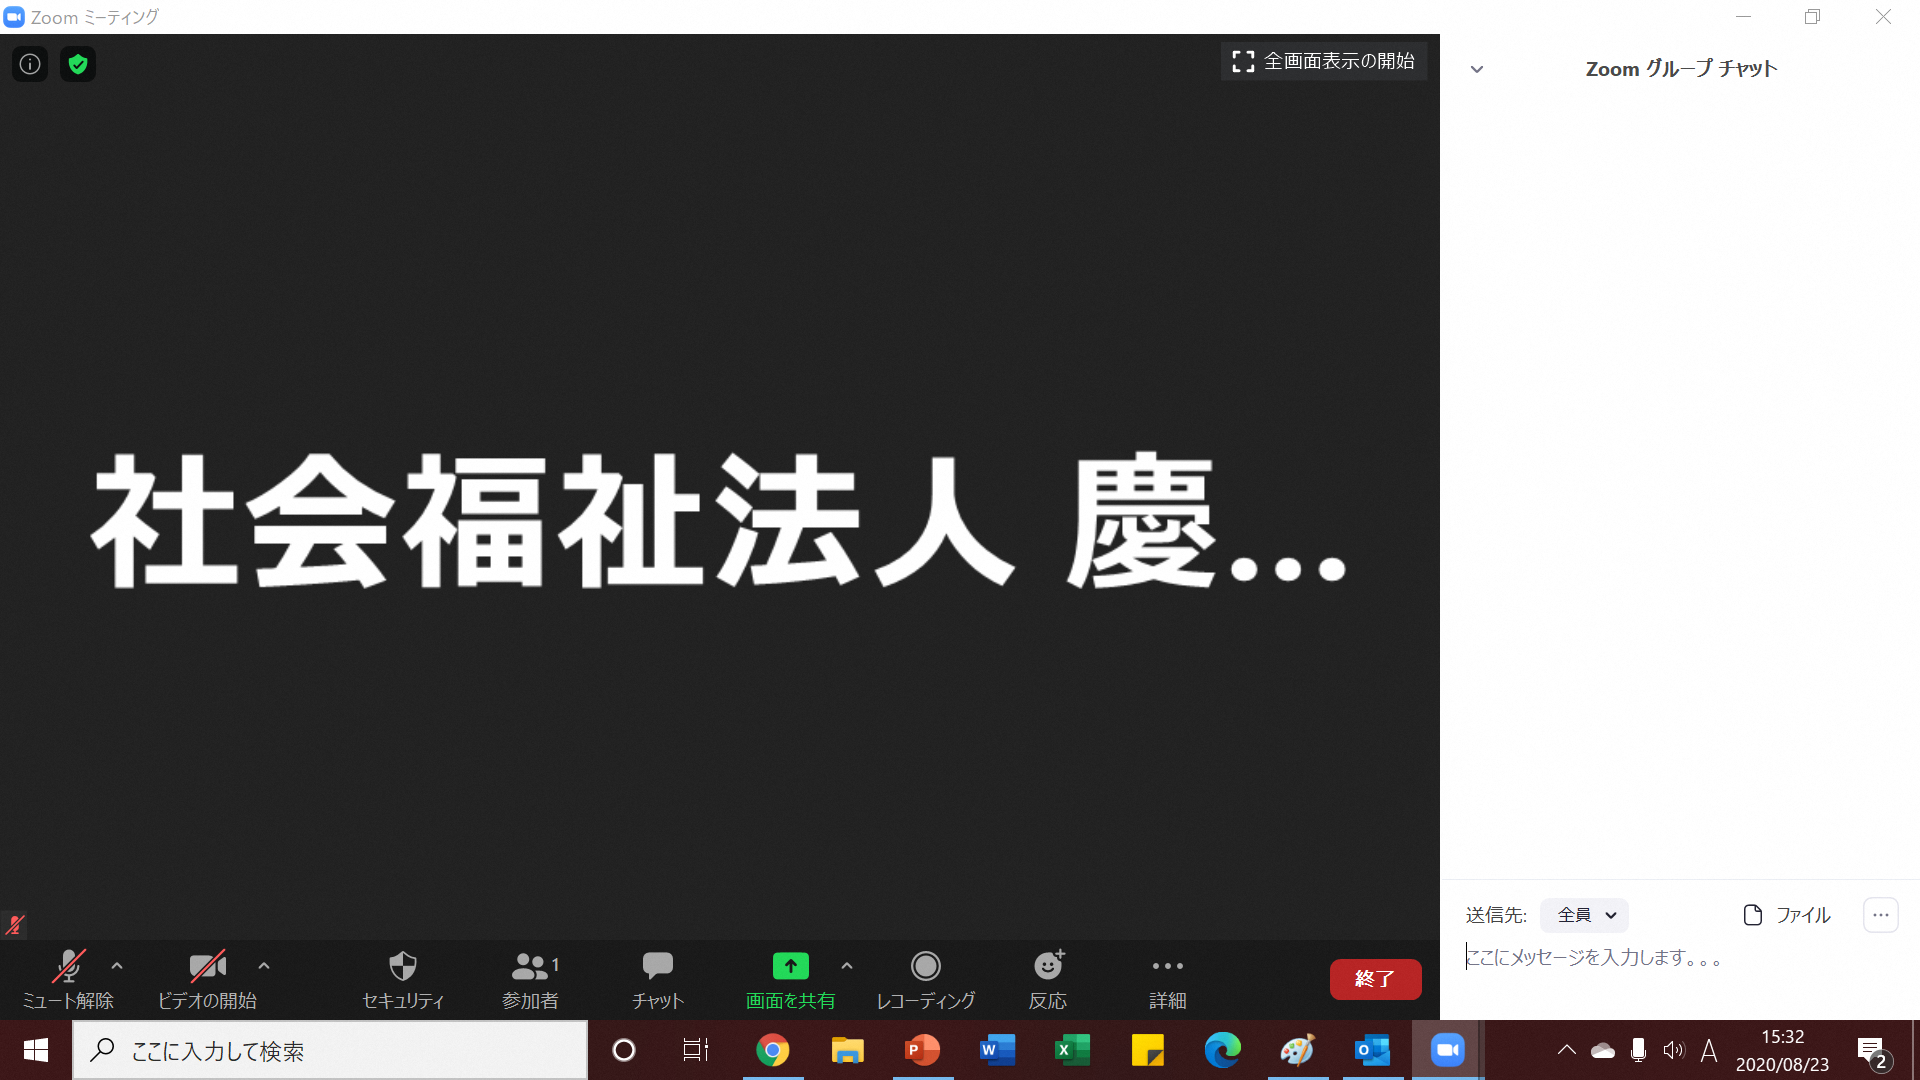 Zoom ミーティング
全画面表示の開始
Zoom グループ チャット
社会福祉法人 慶...
送信先: 全員 ファイル
ここにメッセージを入力します。。。
ミュート解除
ビデオの開始
セキュリティ
1
参加者
チャット
画面を共有
レコーディング
反応
詳細
終了
ここに入力して検索
A
15:32
2020/08/23
2